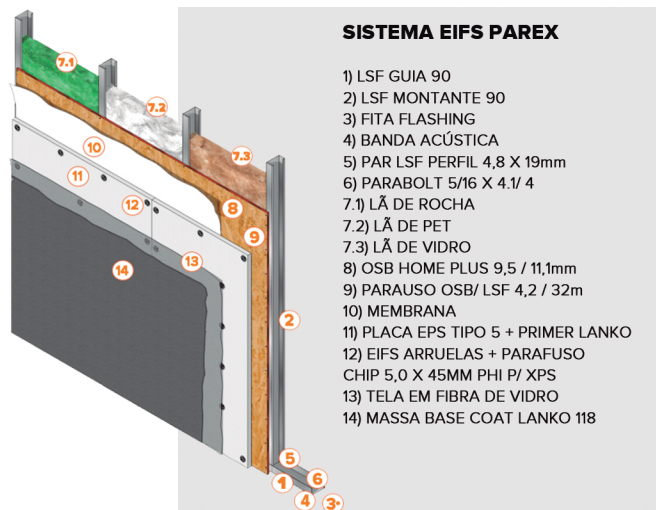 SISTEMA EIFS PAREX
1) LSF GUIA 90
2) LSF MONTANTE 90
3) FITA FLASHING
4) BANDA ACÚSTICA
5) PAR LSF PERFIL 4,8 X 19mm
6) PARABOLT 5/16 X 4.1/ 4
7.1) LÃ DE ROCHA
7.2) LÃ DE PET
7.3) LÃ DE VIDRO
8) OSB HOME PLUS 9,5 / 11,1mm
9) PARAUSO OSB/ LSF 4,2 / 32m
10) MEMBRANA
11) PLACA EPS TIPO 5 + PRIMER LANKO
12) EIFS ARRUELAS + PARAFUSO
CHIP 5,0 X 45MM PHI P/ XPS
13) TELA EM FIBRA DE VIDRO
14) MASSA BASE COAT LANKO 118
7.1
7.2
7.3
10
11
12
8
9
13
14
2
5
1
6
4
3*